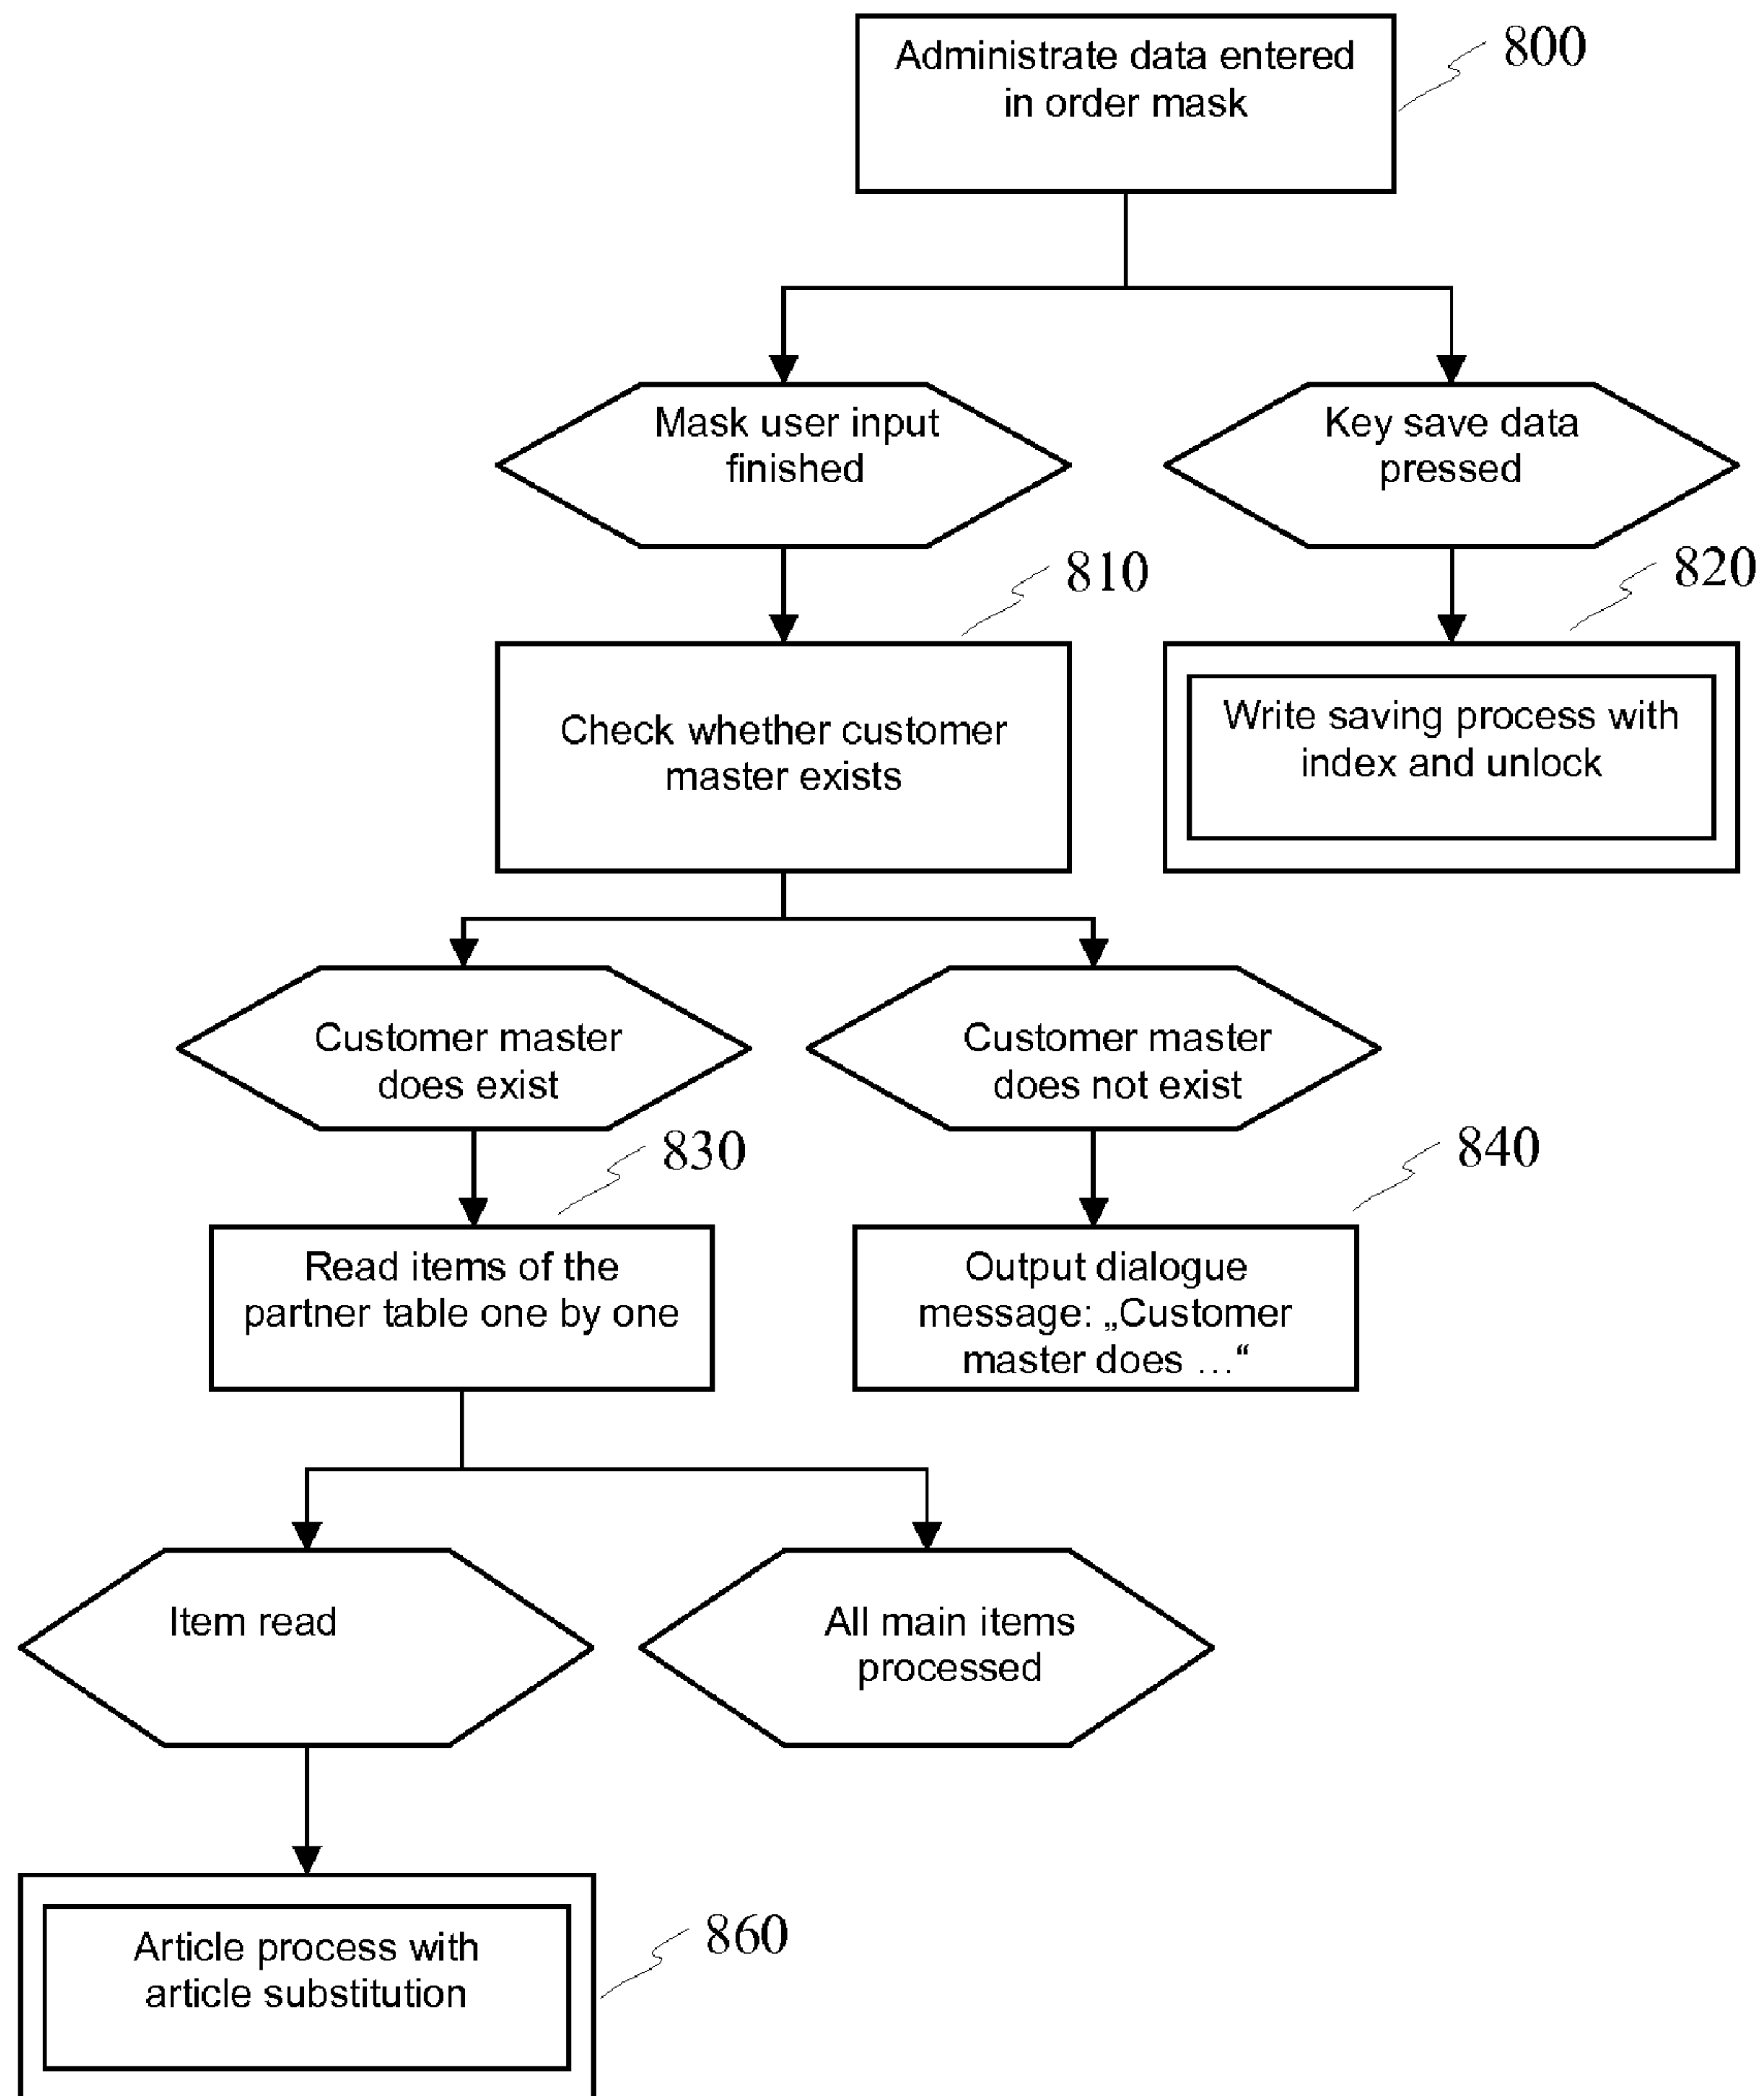 Administrate data entered
in order mask
800
Mask user input
finished
Key save data
pressed
810
820
Check whether customer
master exists
Write saving process with
index and unlock
Customer master
does exist
Customer master
does not exist
830
840
Read items of the
partner table one by one
Output dialogue
message: „Customer
master does …“
Item read
All main items
processed
Article process with
article substitution
860